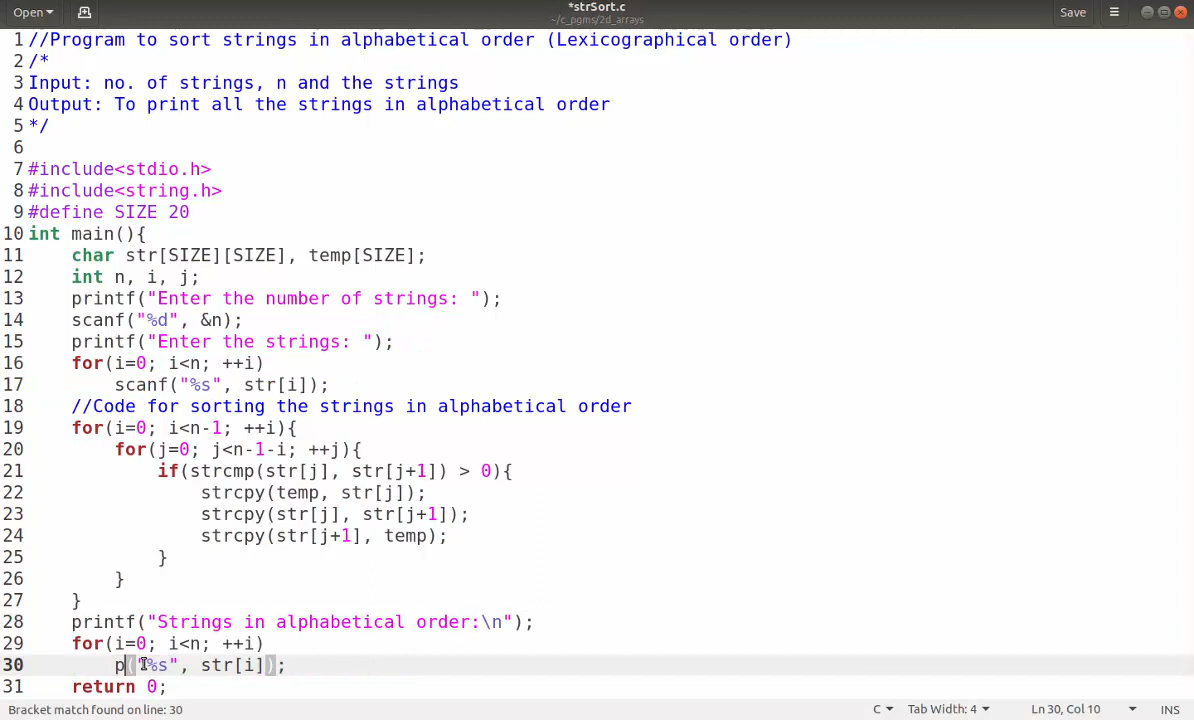 Open
*strSort.c
~/c_pgms/2d_arrays
Save
1 //Program to sort strings in alphabetical order (Lexicographical order)
2 /*
3 Input: no. of strings, n and the strings
4 Output: To print all the strings in alphabetical order
5 */
6
7 #include<stdio.h>
8 #include<string.h>
9 #define SIZE 20
10 int main(){
11     char str[SIZE][SIZE], temp[SIZE];
12     int n, i, j;
13     printf("Enter the number of strings: ");
14     scanf("%d", &n);
15     printf("Enter the strings: ");
16     for(i=0; i<n; ++i)
17         scanf("%s", str[i]);
18     //Code for sorting the strings in alphabetical order
19     for(i=0; i<n-1; ++i){
20         for(j=0; j<n-1-i; ++j){
21             if(strcmp(str[j], str[j+1]) > 0){
22                 strcpy(temp, str[j]);
23                 strcpy(str[j], str[j+1]);
24                 strcpy(str[j+1], temp);
25             }
26         }
27     }
28     printf("Strings in alphabetical order:\n");
29     for(i=0; i<n; ++i)
30         p("%s", str[i]);
31     return 0;
Bracket match found on line: 30
C
Tab Width: 4
Ln 30, Col 10
INS